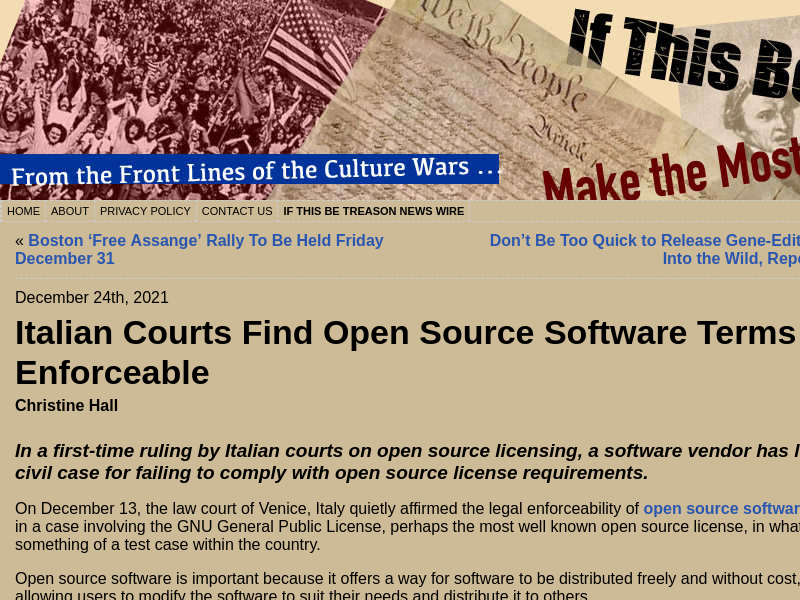 We the People
Article
If This Be
From the Front Lines of the Culture Wars ...
Make the Most
HOME ABOUT PRIVACY POLICY CONTACT US IF THIS BE TREASON NEWS WIRE
« Boston ‘Free Assange’ Rally To Be Held Friday
December 31
Don’t Be Too Quick to Release Gene-Edit
Into the Wild, Rep
December 24th, 2021
Italian Courts Find Open Source Software Terms
Enforceable
Christine Hall
In a first-time ruling by Italian courts on open source licensing, a software vendor has l
civil case for failing to comply with open source license requirements.
On December 13, the law court of Venice, Italy quietly affirmed the legal enforceability of open source softwar
in a case involving the GNU General Public License, perhaps the most well known open source license, in what
something of a test case within the country.
Open source software is important because it offers a way for software to be distributed freely and without cost,
allowing users to modify the software to suit their needs and distribute it to others.